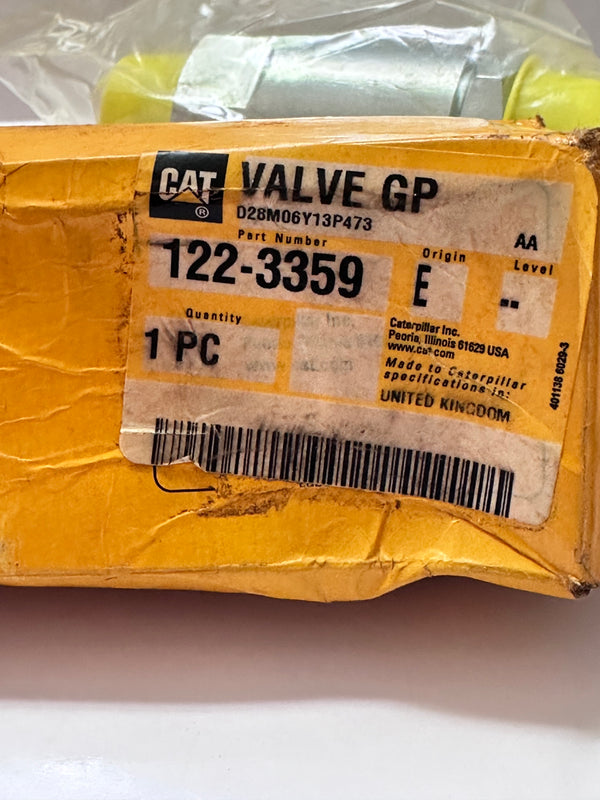 CAT
®
VALVE GP
D28M06Y13P473
AA
Part Number
122-3359
Origin
E
Level
--
Quantity
1 PC
Caterpillar Inc.
Peoria, Illinois 61629 USA
www.cat.com
Made to Caterpillar
specifications in:
UNITED KINGDOM
401138 6029-3